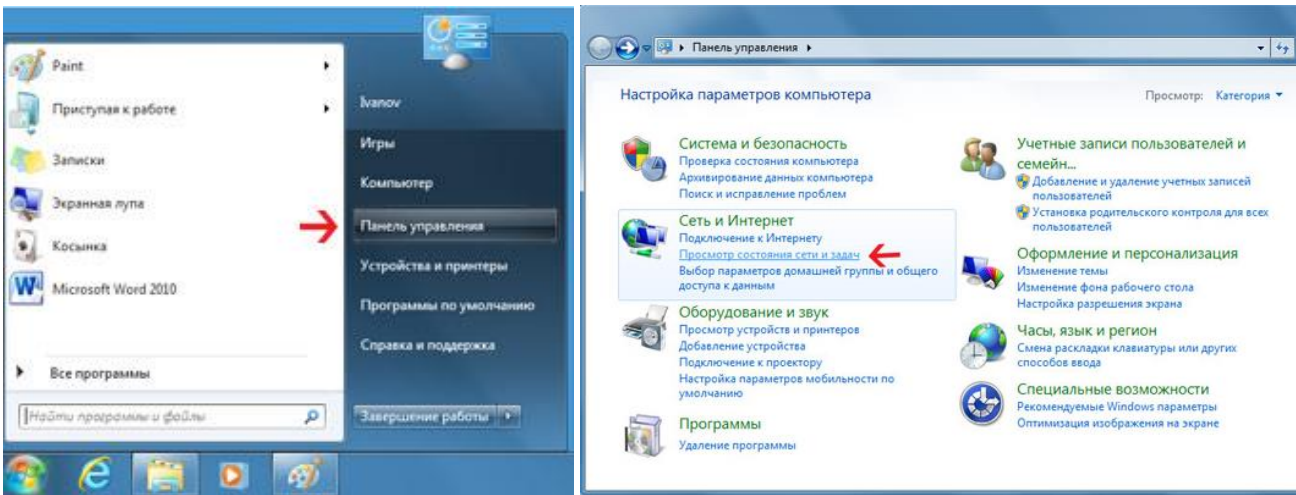 Paint
Приступая к работе
Записки
Экранная лупа
Косынка
Microsoft Word 2010
Все программы
Найти программы и файлы
Ivanov
Игры
Компьютер
Панель управления
Устройства и принтеры
Программы по умолчанию
Справка и поддержка
Завершение работы
Панель управления
Настройка параметров компьютера
Просмотр: Категория
Система и безопасность
Проверка состояния компьютера
Архивирование данных компьютера
Поиск и исправление проблем
Сеть и Интернет
Подключение к Интернету
Просмотр состояния сети и задач
Выбор параметров домашней группы и общего
доступа к данным
Оборудование и звук
Просмотр устройств и принтеров
Добавление устройства
Подключение к проектору
Настройка параметров мобильности по
умолчанию
Программы
Удаление программы
Учетные записи пользователей и
семейн...
Добавление и удаление учетных записей
пользователей
Установка родительского контроля для всех
пользователей
Оформление и персонализация
Изменение темы
Изменение фона рабочего стола
Настройка разрешения экрана
Часы, язык и регион
Смена раскладки клавиатуры или других
способов ввода
Специальные возможности
Рекомендуемые Windows параметры
Оптимизация изображения на экране